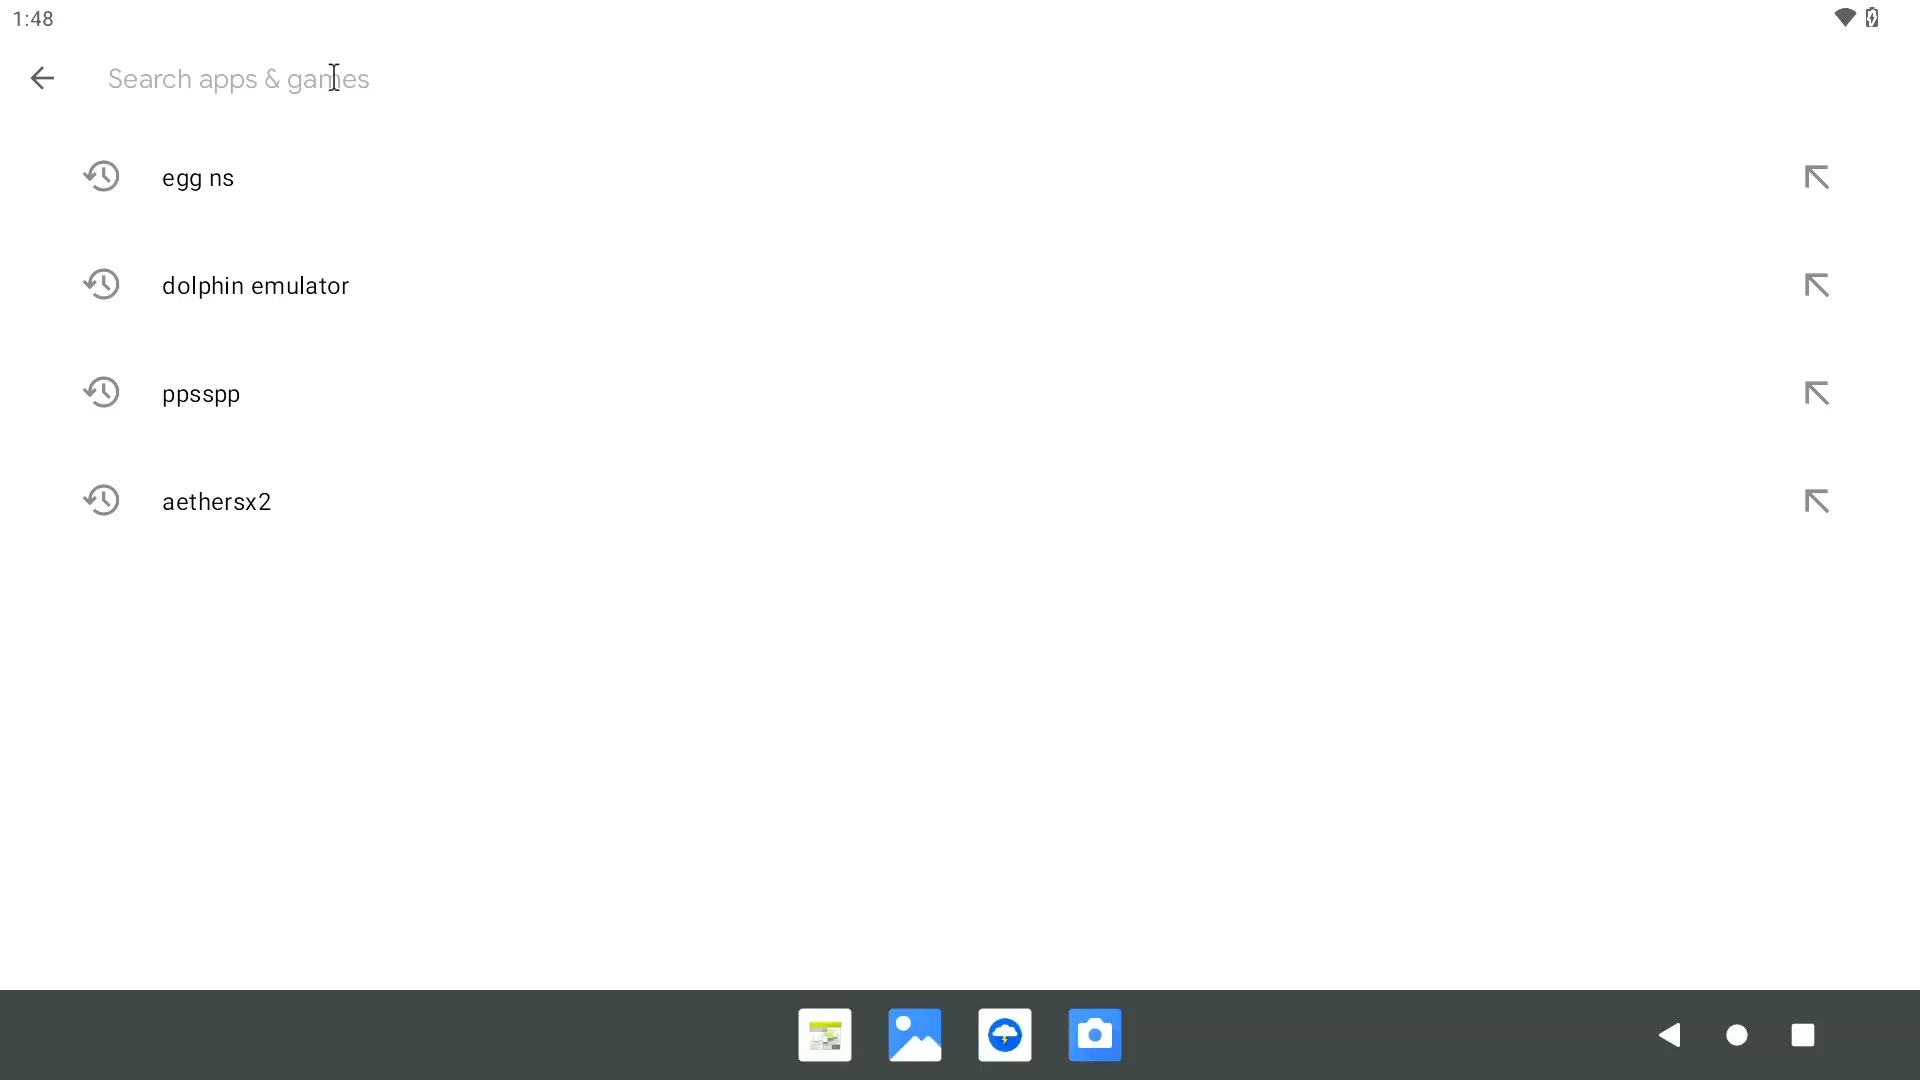 1:48
Search apps & games
egg ns
dolphin emulator
ppsspp
aethersx2